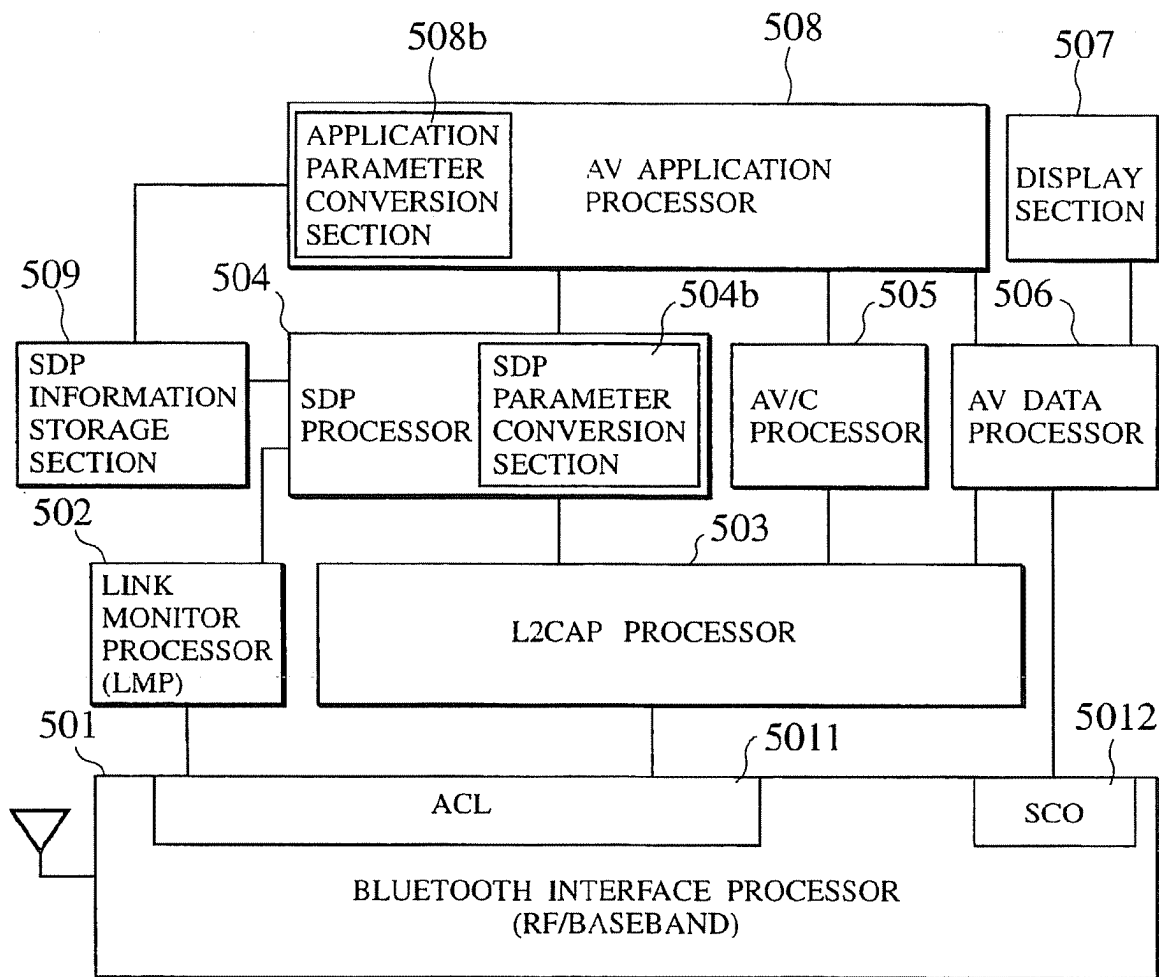 508b
508
507
APPLICATION
PARAMETER
CONVERSION
SECTION
AV APPLICATION
PROCESSOR
DISPLAY
SECTION
509
504
504b
505
506
SDP
INFORMATION
STORAGE
SECTION
SDP
PROCESSOR
SDP
PARAMETER
CONVERSION
SECTION
AV/C
PROCESSOR
AV DATA
PROCESSOR
502
503
LINK
MONITOR
PROCESSOR
(LMP)
L2CAP PROCESSOR
501
5011
5012
ACL
SCO
BLUETOOTH INTERFACE PROCESSOR
(RF/BASEBAND)